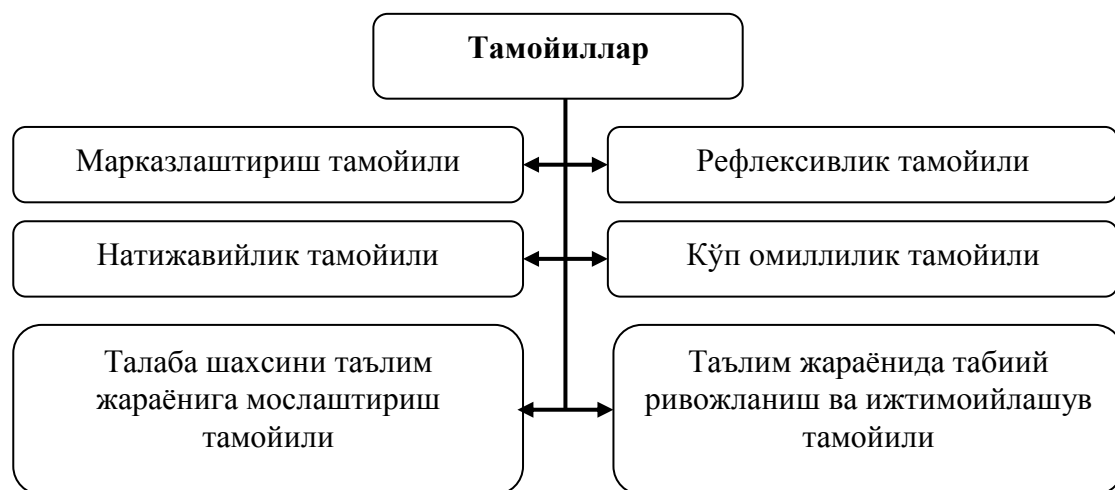 Тамойиллар
Марказлаштириш тамойили
Рефлексивлик тамойили
Натижавийлик тамойили
Кўп омиллилик тамойили
Талаба шахсини таълим
жараёнига мослаштириш
тамойили
Таълим жараёнида табиий
ривожланиш ва ижтимоийлашув
тамойили